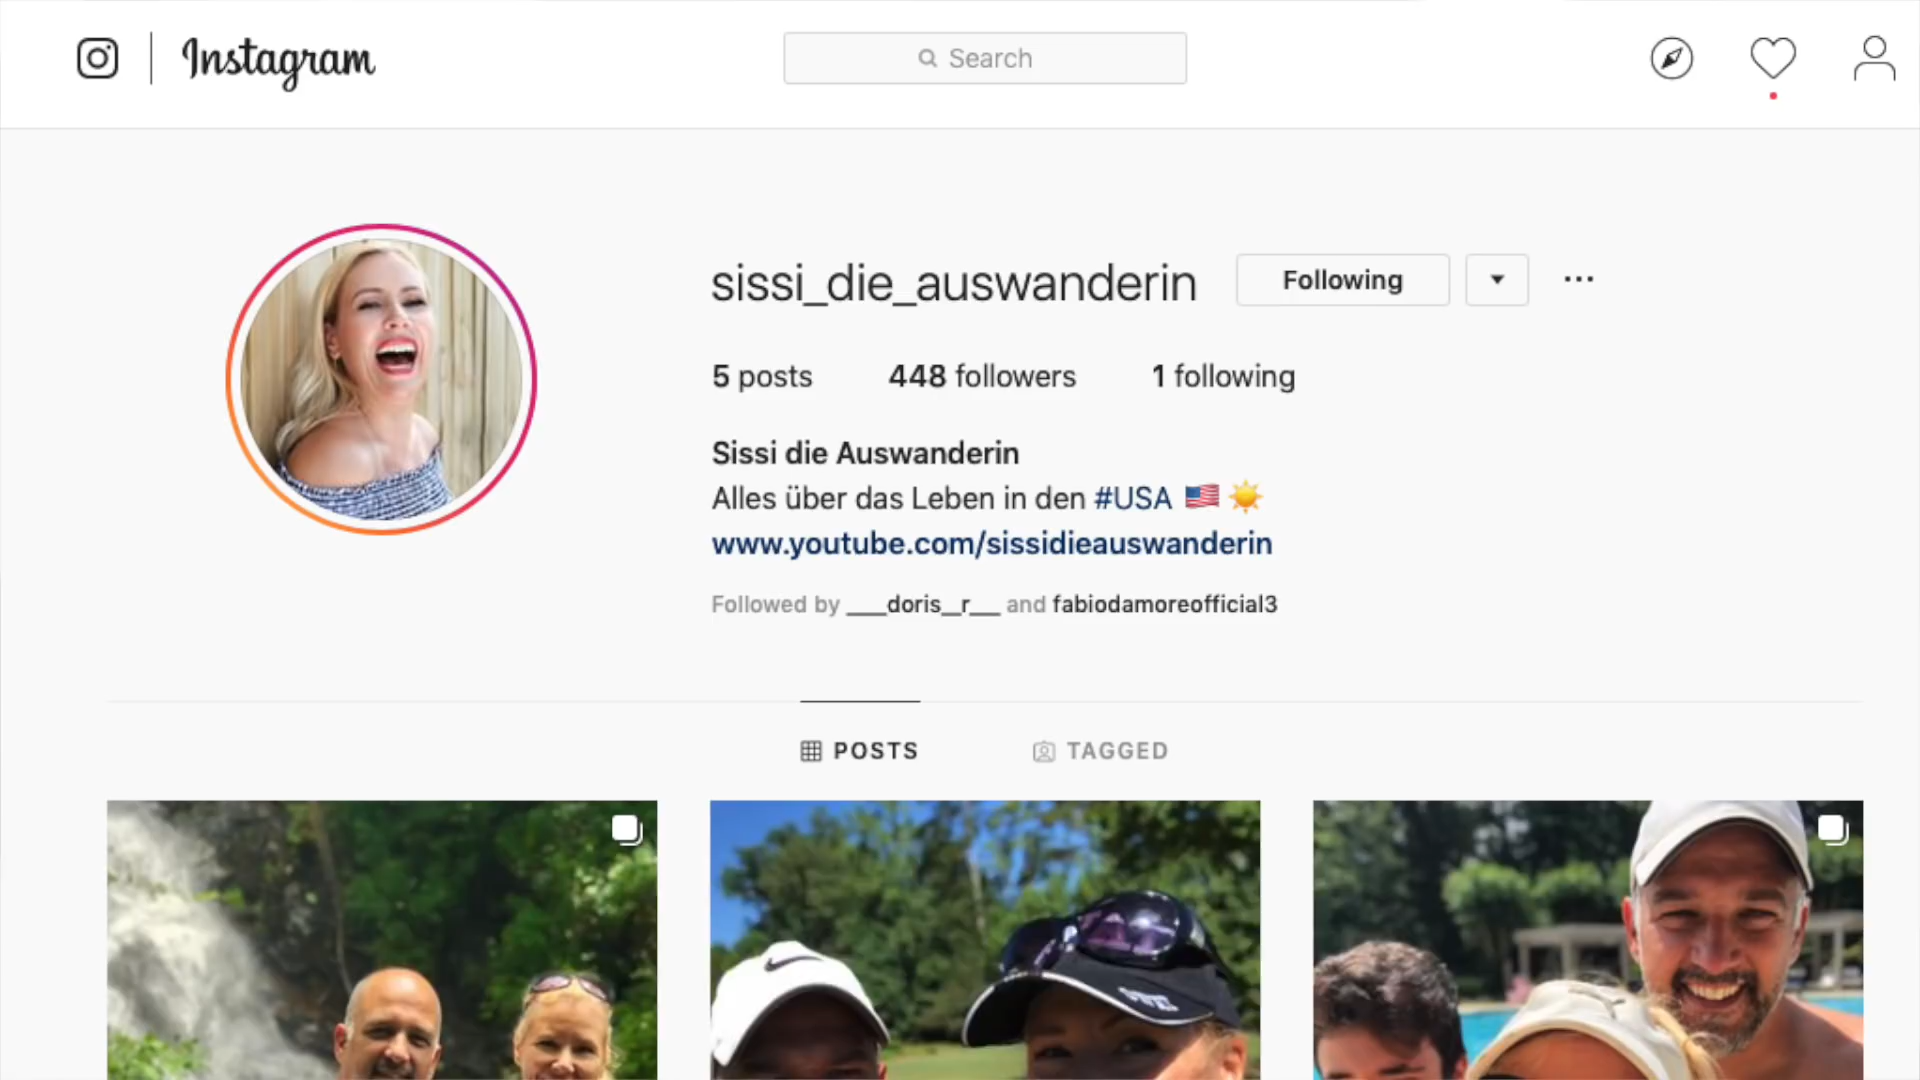 Instagram
Search
sissi_die_auswanderin
Following
5 posts 448 followers 1 following
Sissi die Auswanderin
Alles über das Leben in den #USA 🇺🇸 ☀️
www.youtube.com/sissidieauswanderin
Followed by ____doris__r___ and fabiodamoreofficial3
POSTS TAGGED